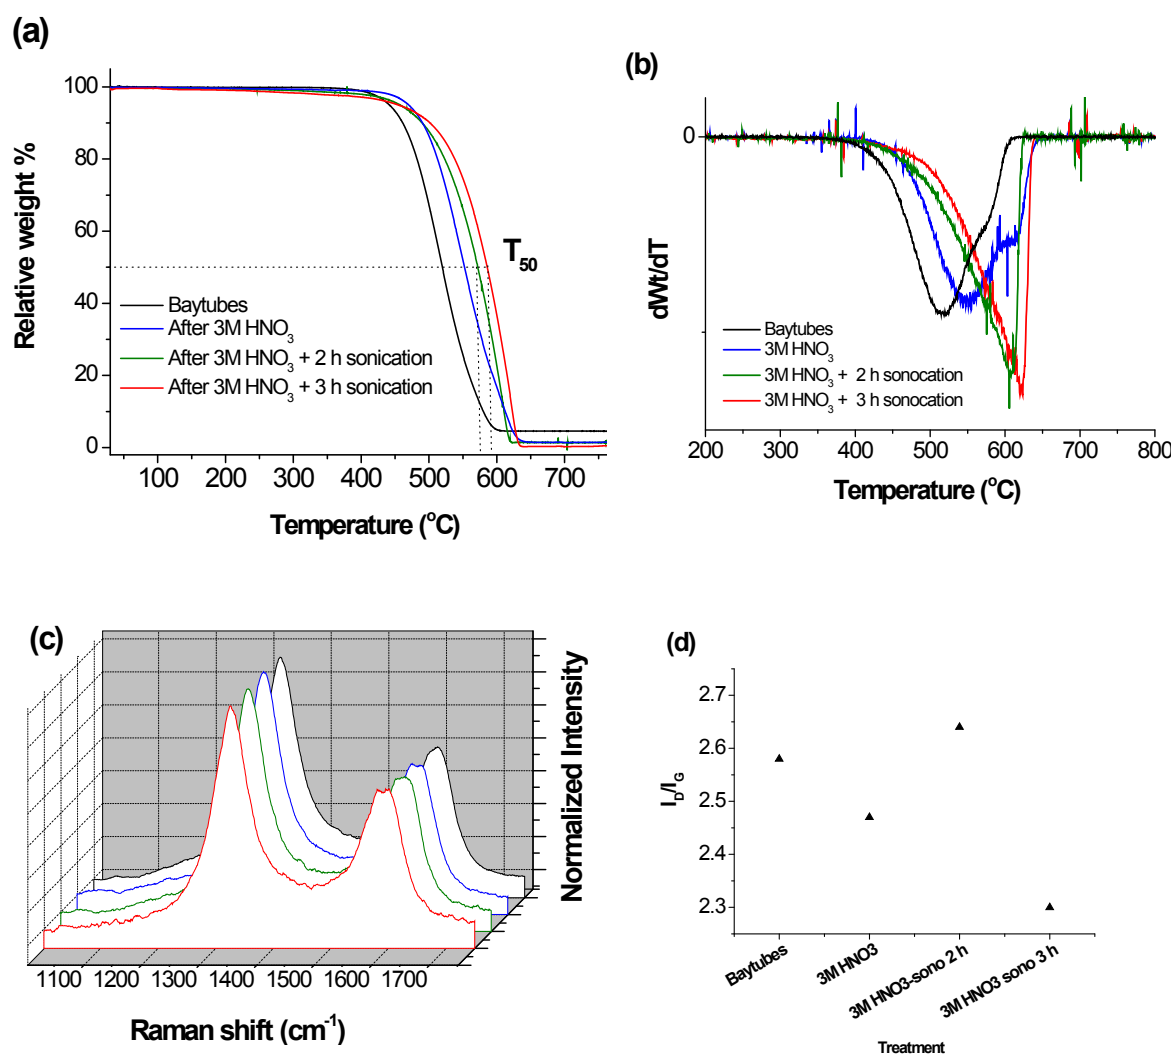 (a)
100
80
60
40
20
0
Relative weight %
T50
Baytubes
After 3M HNO3
After 3M HNO3 + 2 h sonication
After 3M HNO3 + 3 h sonication
100 200 300 400 500 600 700
Temperature (oC)
(b)
0
dWt/dT
Baytubes
3M HNO3
3M HNO3 + 2 h sonocation
3M HNO3 + 3 h sonocation
200 300 400 500 600 700 800
Temperature (oC)
(c)
Normalized Intensity
1100 1200 1300 1400 1500 1600 1700
Raman shift (cm-1)
(d)
2.7
2.6
2.5
2.4
2.3
ID/IG
Baytubes
3M HNO3
3M HNO3-sono 2 h
3M HNO3 sono 3 h
Treatment